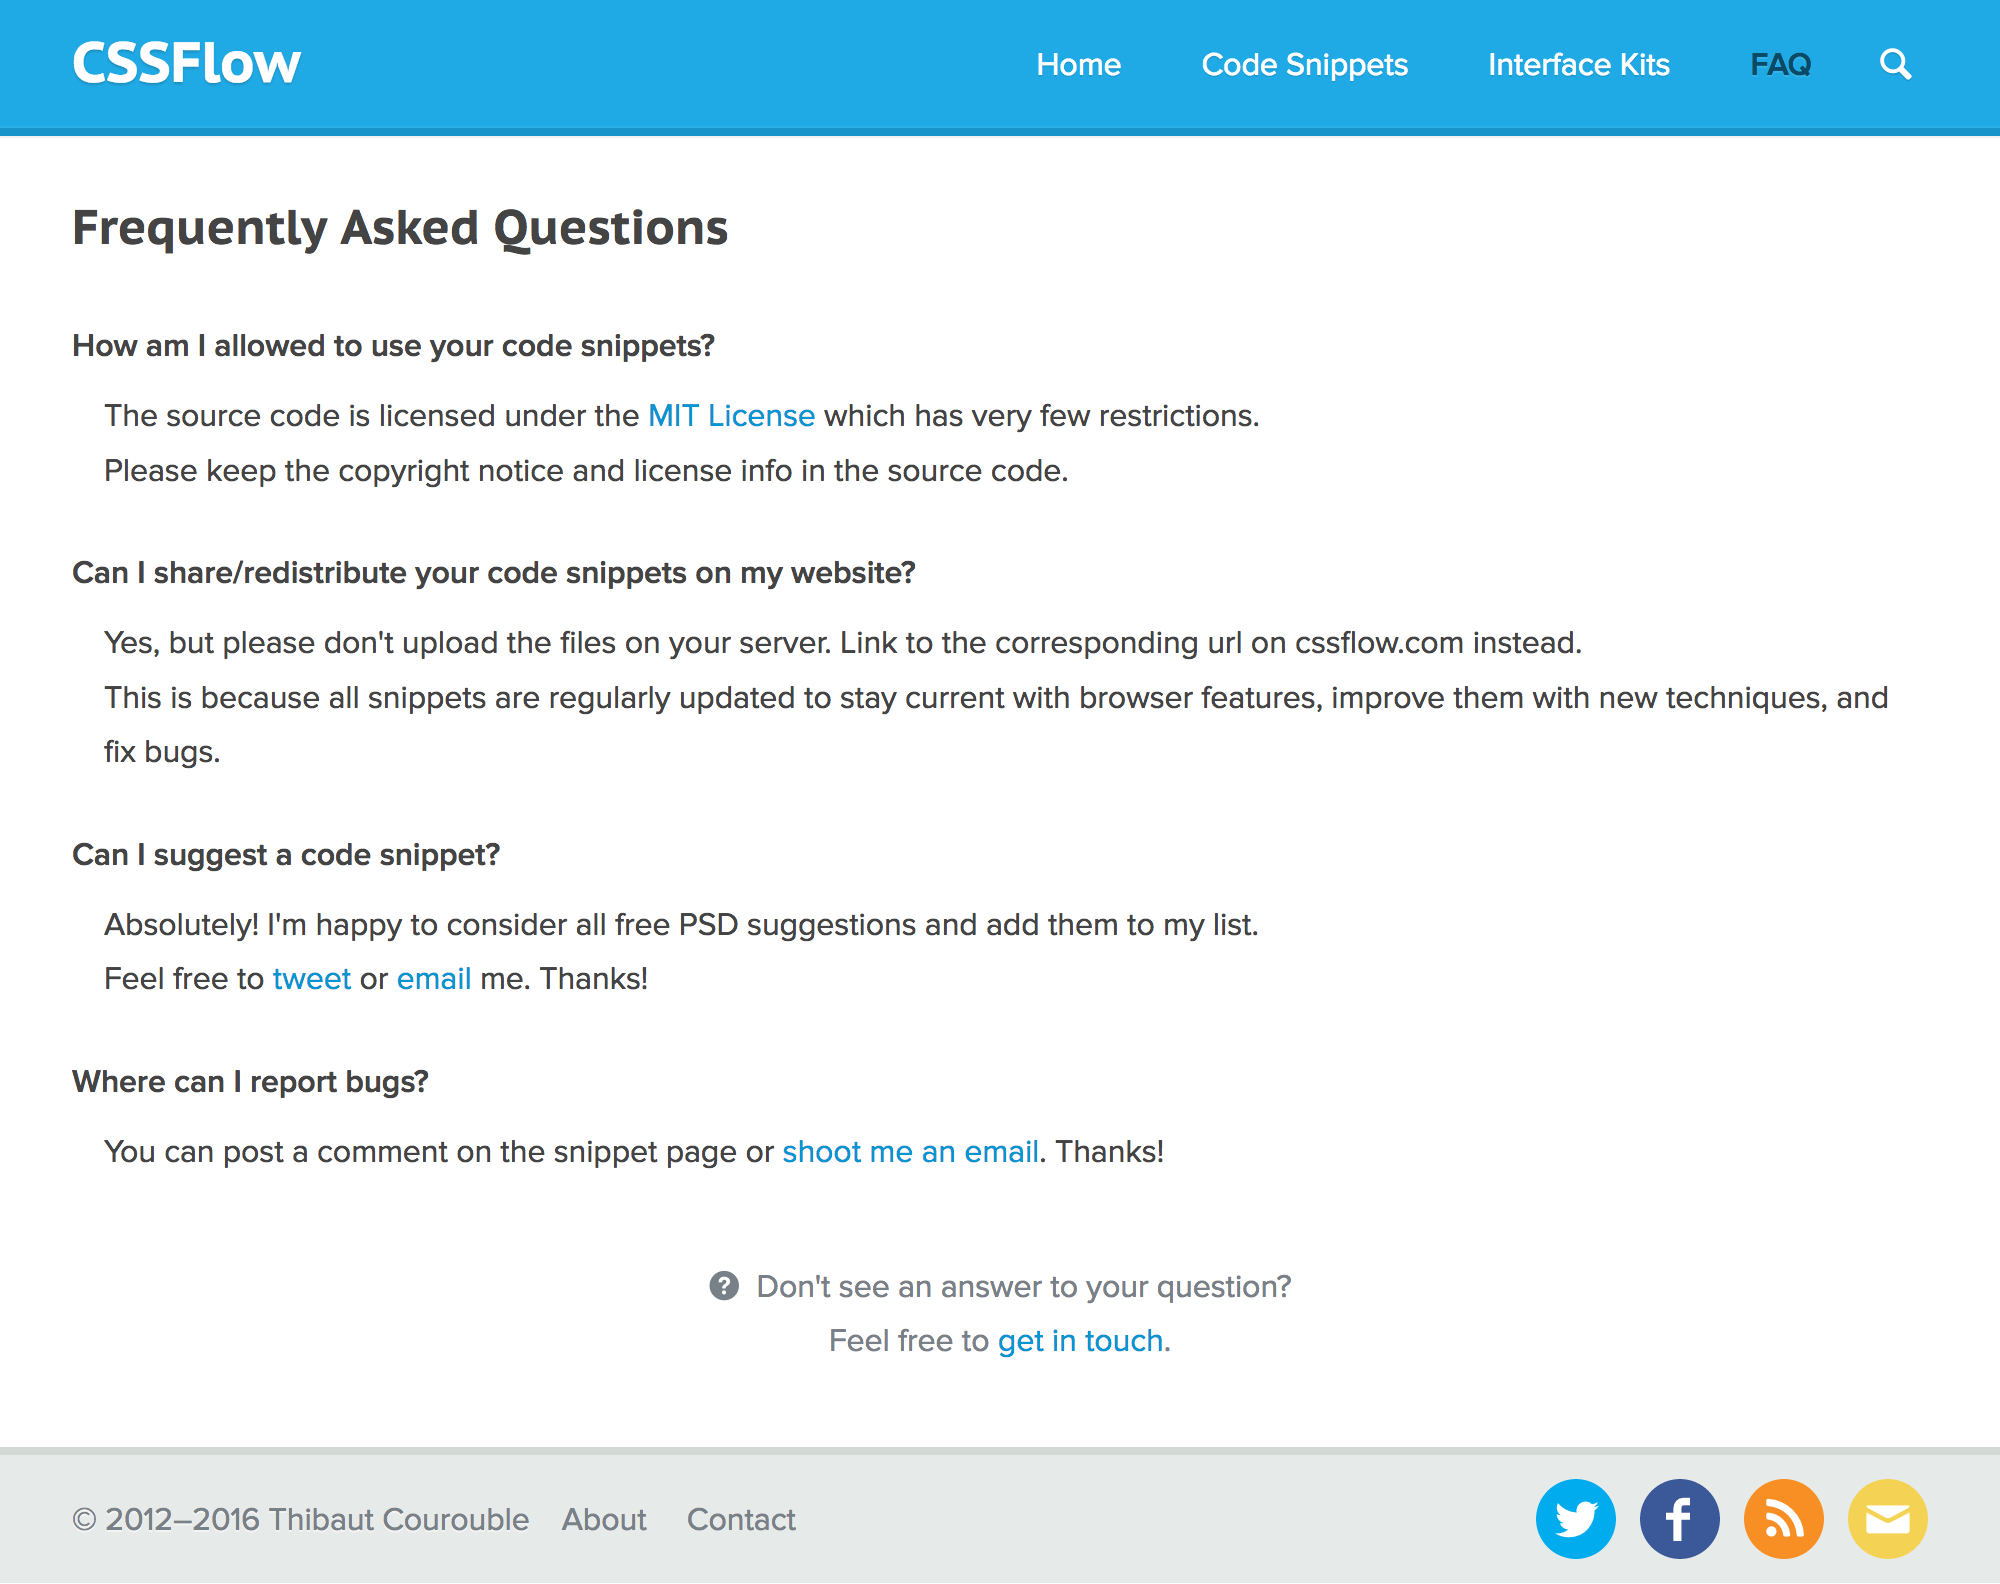 CSSFlow
Home Code Snippets Interface Kits FAQ
Frequently Asked Questions
How am I allowed to use your code snippets?
The source code is licensed under the MIT License which has very few restrictions.
Please keep the copyright notice and license info in the source code.
Can I share/redistribute your code snippets on my website?
Yes, but please don't upload the files on your server. Link to the corresponding url on cssflow.com instead.
This is because all snippets are regularly updated to stay current with browser features, improve them with new techniques, and
fix bugs.
Can I suggest a code snippet?
Absolutely! I'm happy to consider all free PSD suggestions and add them to my list.
Feel free to tweet or email me. Thanks!
Where can I report bugs?
You can post a comment on the snippet page or shoot me an email. Thanks!
Don't see an answer to your question?
Feel free to get in touch.
© 2012–2016 Thibaut Courouble About Contact